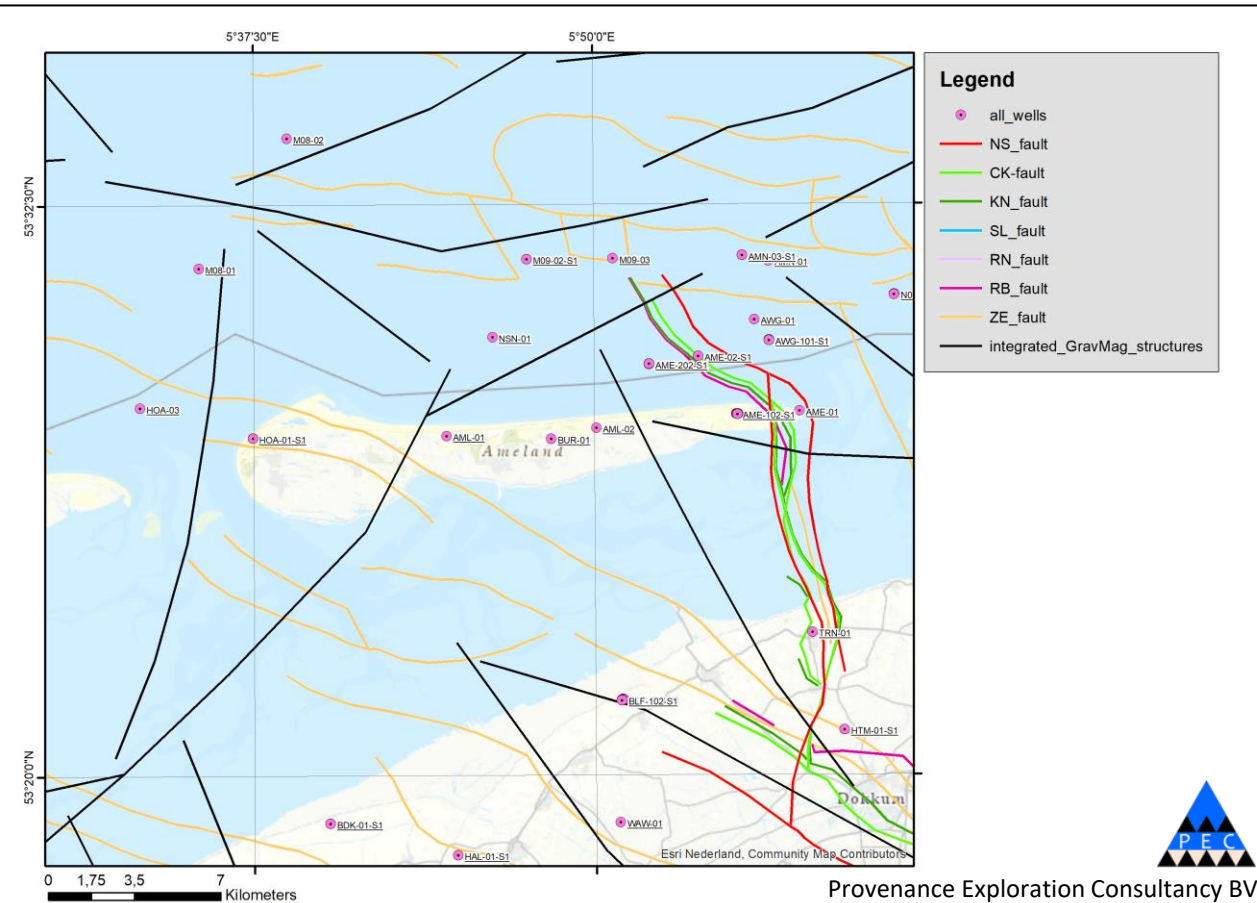 5°37'30"E
5°50'0"E
53°32'30"N
53°20'0"N
M08-02
M08-01
M09-02-S1
M09-03
AMN-03-S1
N0
AWG-01
NSN-01
AWG-101-S1
AME-02-S1
AME-202-S1
HOA-03
AME-102-S1
AME-01
AML-02
HOA-01-S1
AML-01
BUR-01
Ameland
TRN-01
BLF-102-S1
HTM-01-S1
Dokkum
BDK-01-S1
WAW-01
HAL-01-S1
Esri Nederland, Community Map Contributors
0 1,75 3,5 7
Kilometers
Legend
all_wells
NS_fault
CK-fault
KN_fault
SL_fault
RN_fault
RB_fault
ZE_fault
integrated_GravMag_structures
PEC
Provenance Exploration Consultancy BV